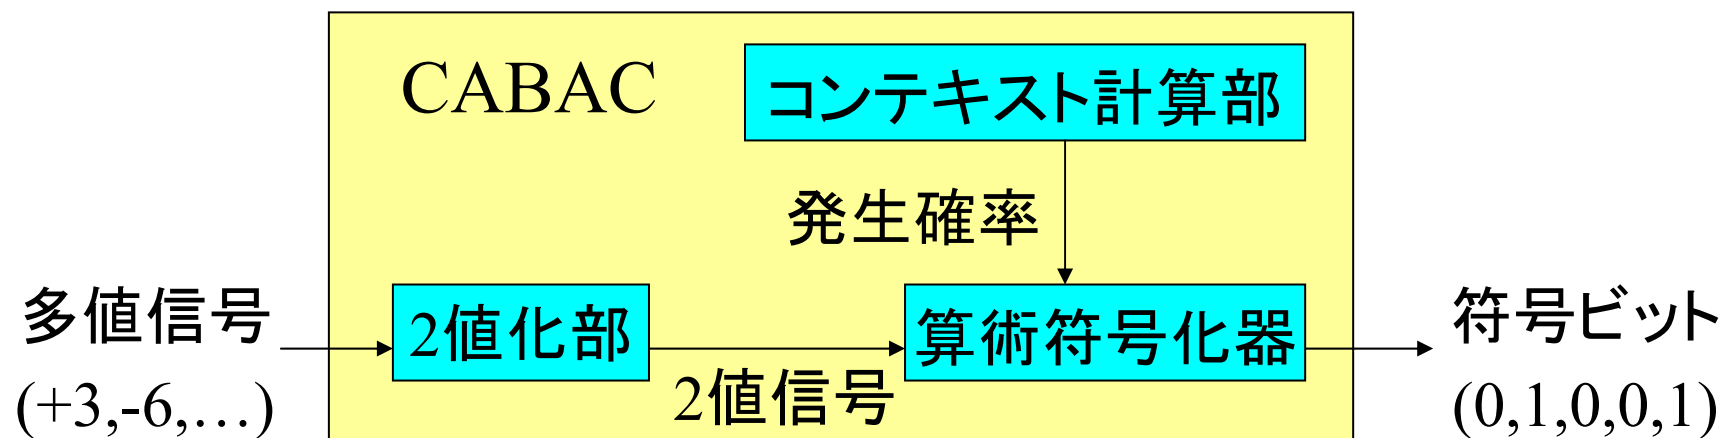 CABAC
コンテキスト計算部
発生確率
多値信号
(+3,-6,…)
2値化部
2値信号
算術符号化器
符号ビット
(0,1,0,0,1)